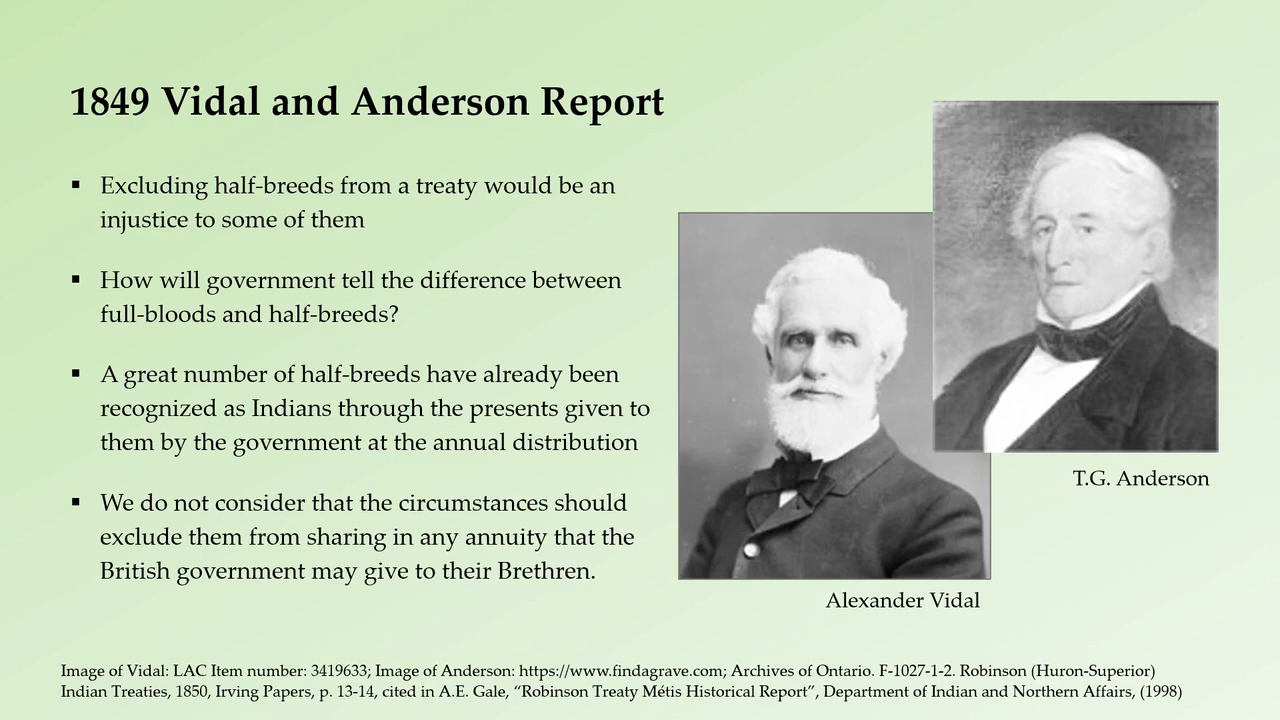 1849 Vidal and Anderson Report
▪ Excluding half-breeds from a treaty would be an
injustice to some of them
▪ How will government tell the difference between
full-bloods and half-breeds?
▪ A great number of half-breeds have already been
recognized as Indians through the presents given to
them by the government at the annual distribution
▪ We do not consider that the circumstances should
exclude them from sharing in any annuity that the
British government may give to their Brethren.
T.G. Anderson
Alexander Vidal
Image of Vidal: LAC Item number: 3419633; Image of Anderson: https://www.findagrave.com; Archives of Ontario. F-1027-1-2. Robinson (Huron-Superior)
Indian Treaties, 1850, Irving Papers, p. 13-14, cited in A.E. Gale, “Robinson Treaty Métis Historical Report”, Department of Indian and Northern Affairs, (1998)